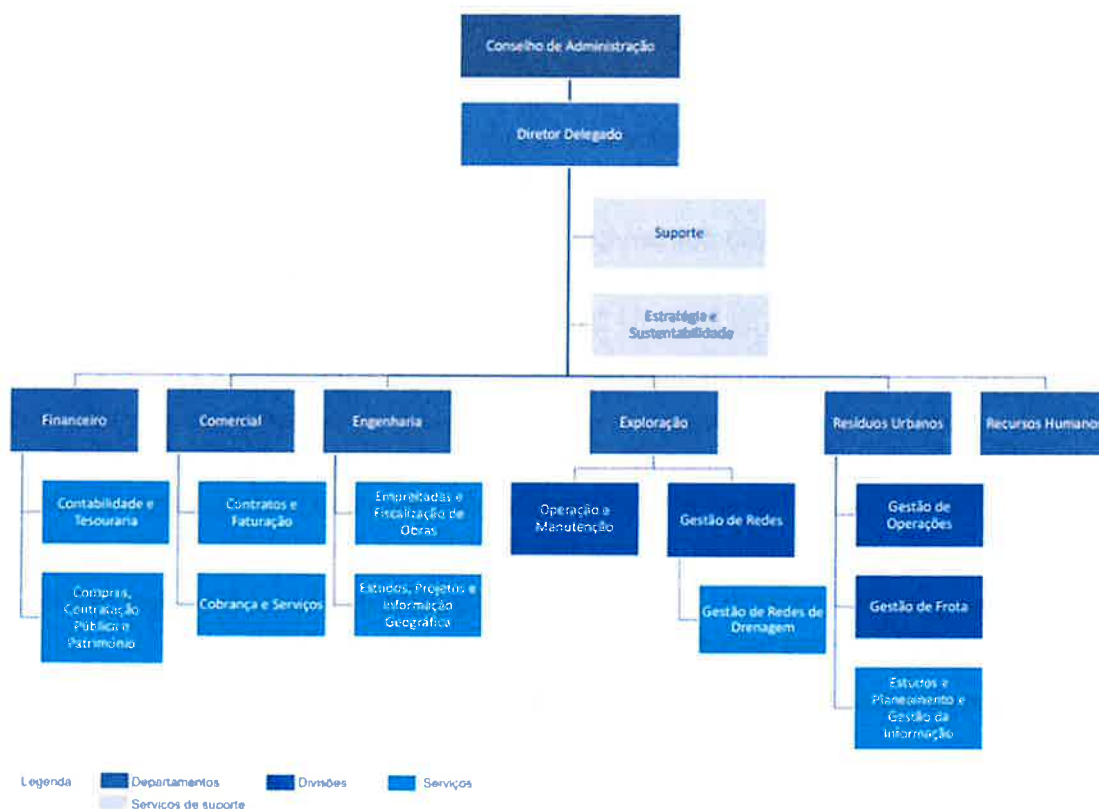 Conselho de Administração
Diretor Delegado
Suporte
Estratégia e
Sustentabilidade
Financeiro
Comercial
Engenharia
Exploração
Resíduos Urbanos
Recursos Humanos
Contabilidade e
Tesouraria
Contratos e
Faturação
Empreitadas e
Fiscalização de
Obras
Operação e
Manutenção
Gestão de Redes
Gestão de
Operações
Compras,
Contratação
Pública e
Património
Cobrança e Serviços
Estudos, Projetos e
Informação
Geográfica
Gestão de Redes de
Drenagem
Gestão de Frota
Estudos e
Planeamento e
Gestão da
Informação
Legenda
Departamentos
Divisões
Serviços
Serviços de suporte